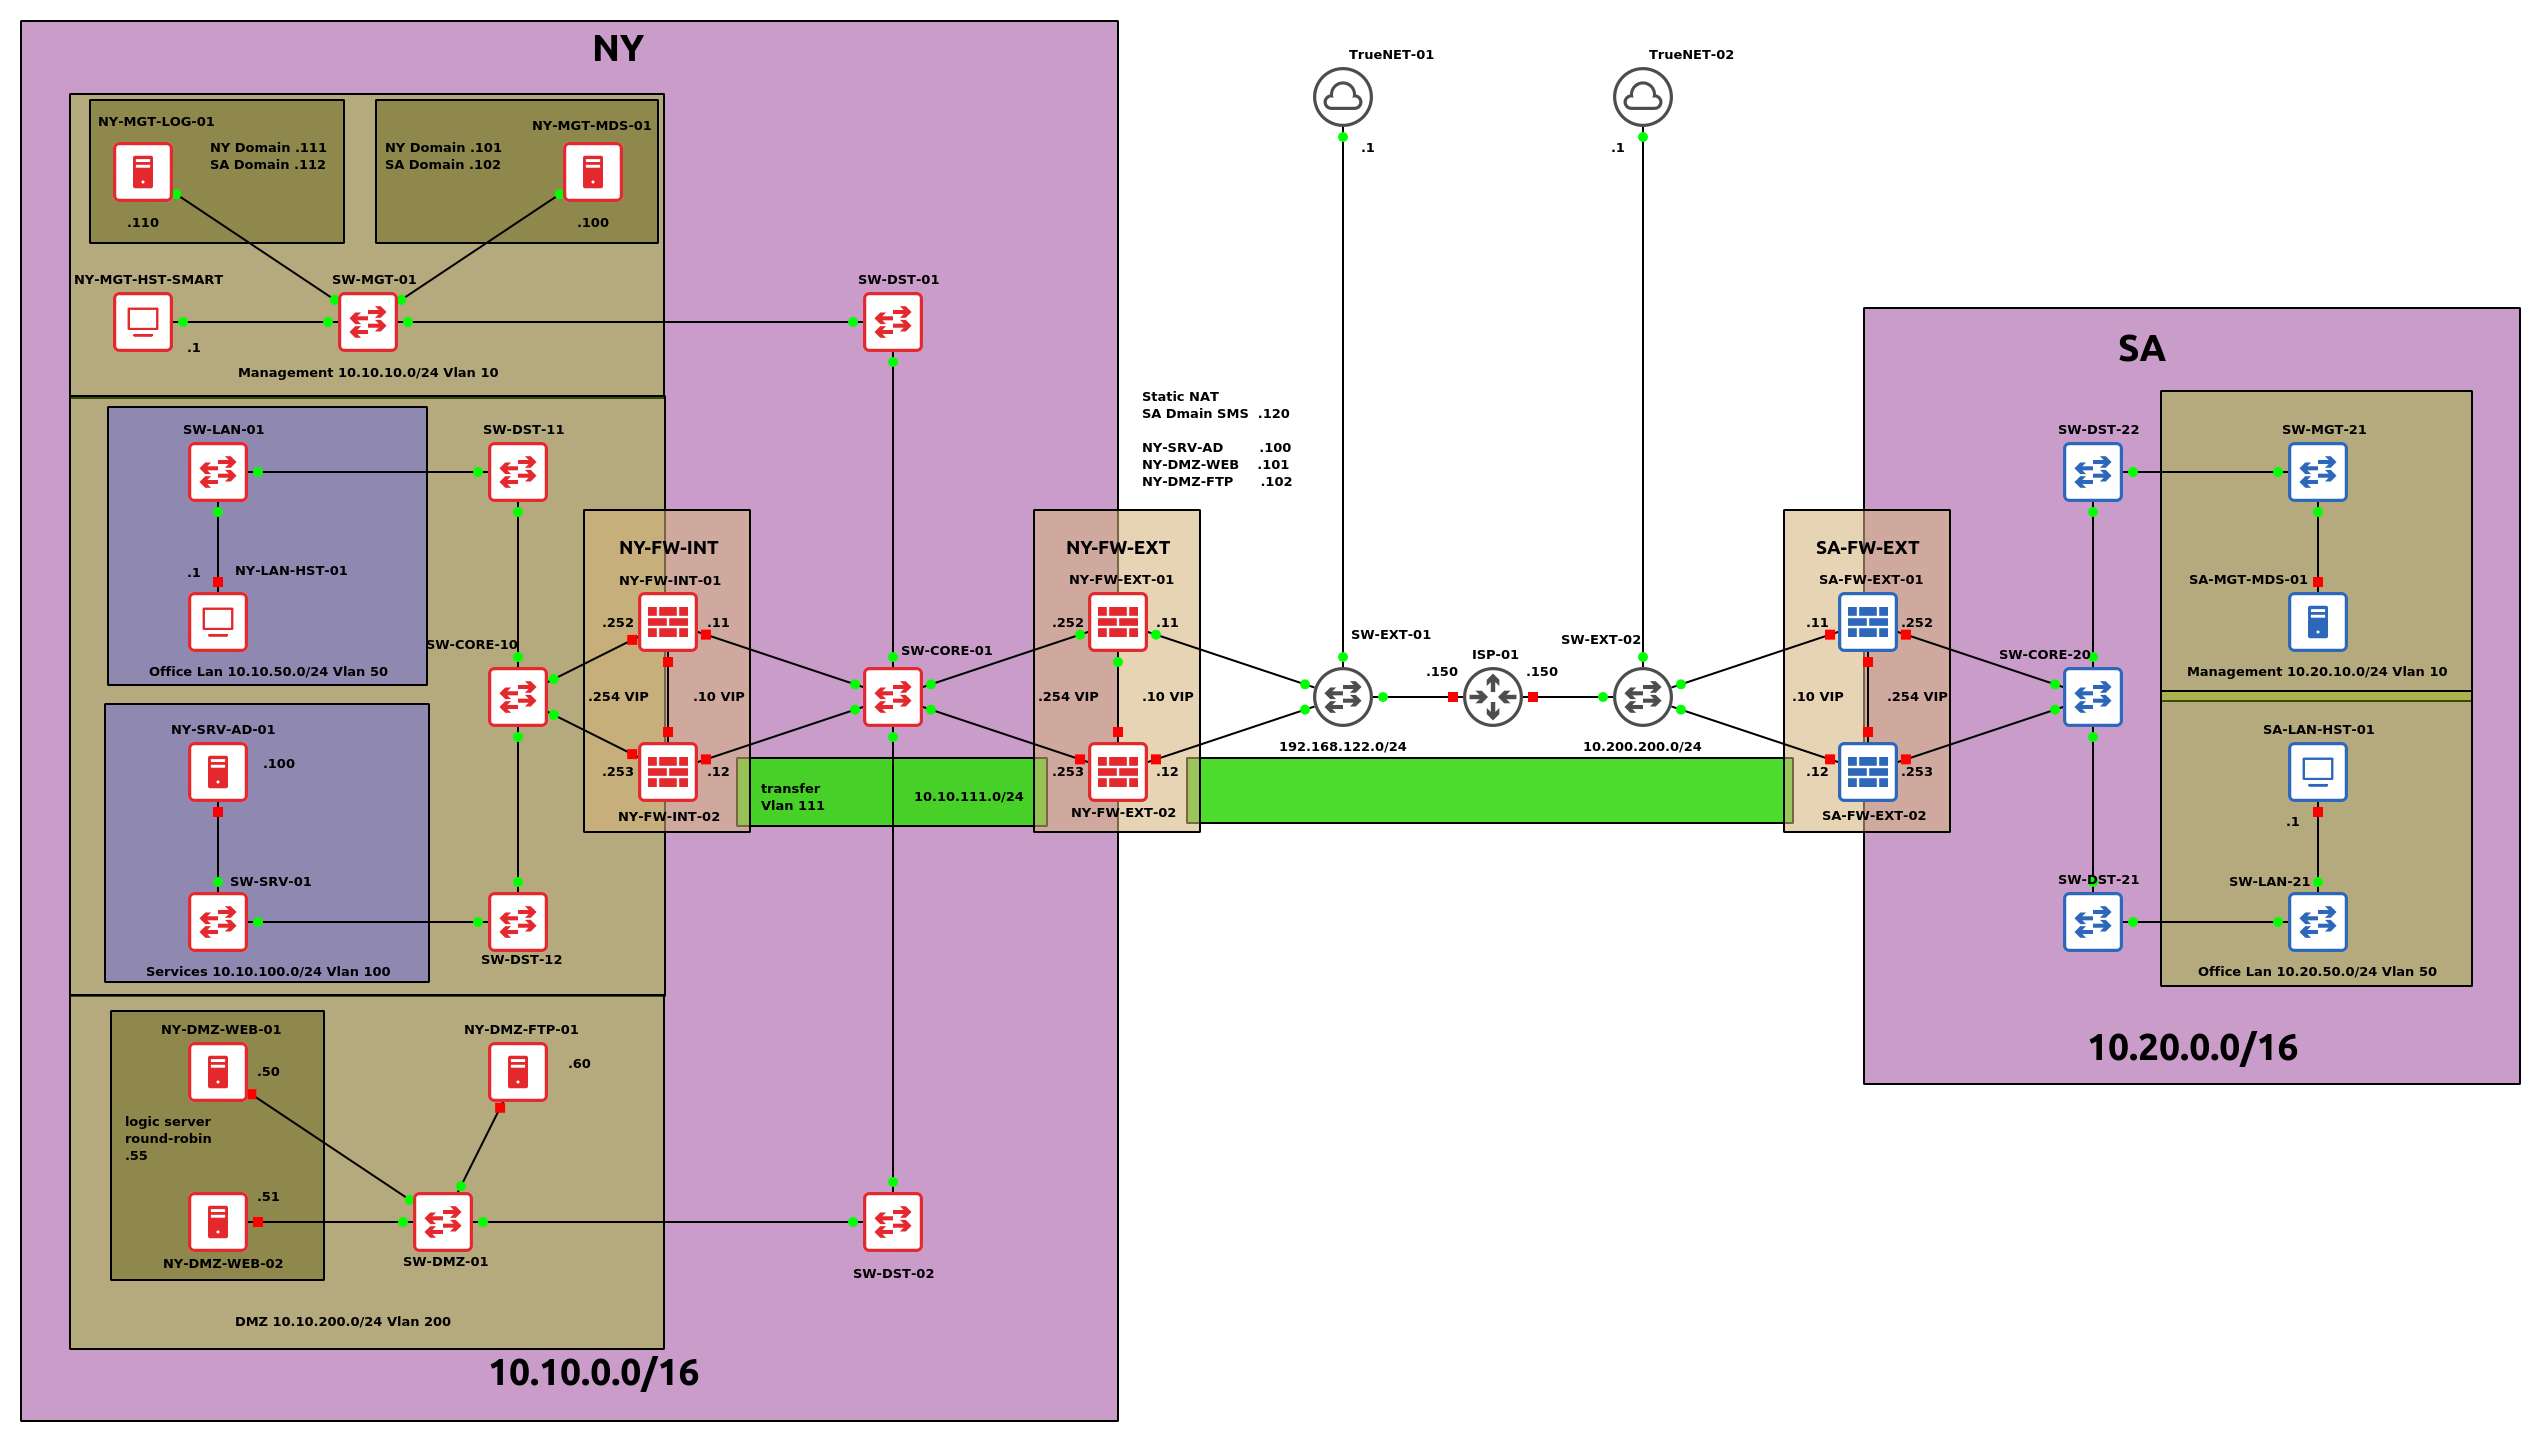 NY
NY-MGT-LOG-01
NY Domain .111
SA Domain .112
.110
NY-MGT-MDS-01
NY Domain .101
SA Domain .102
.100
NY-MGT-HST-SMART
.1
SW-MGT-01
Management 10.10.10.0/24 Vlan 10
SW-DST-01
SW-LAN-01
SW-DST-11
.1
NY-LAN-HST-01
Office Lan 10.10.50.0/24 Vlan 50
SW-CORE-10
NY-SRV-AD-01
.100
SW-SRV-01
Services 10.10.100.0/24 Vlan 100
SW-DST-12
NY-FW-INT
NY-FW-INT-01
.252
.11
.254 VIP
.10 VIP
.253
.12
NY-FW-INT-02
SW-CORE-01
transfer
Vlan 111
10.10.111.0/24
NY-FW-EXT
NY-FW-EXT-01
.252
.11
.254 VIP
.10 VIP
.253
.12
NY-FW-EXT-02
NY-DMZ-WEB-01
.50
logic server
round-robin
.55
.51
NY-DMZ-WEB-02
NY-DMZ-FTP-01
.60
SW-DMZ-01
SW-DST-02
DMZ 10.10.200.0/24 Vlan 200
10.10.0.0/16
TrueNET-01
.1
TrueNET-02
.1
Static NAT
SA Dmain SMS .120
NY-SRV-AD .100
NY-DMZ-WEB .101
NY-DMZ-FTP .102
SW-EXT-01
192.168.122.0/24
.150
ISP-01
.150
SW-EXT-02
10.200.200.0/24
SA-FW-EXT
SA-FW-EXT-01
.11
.252
.10 VIP
.254 VIP
.12
.253
SA-FW-EXT-02
SA
SW-DST-22
SW-MGT-21
SA-MGT-MDS-01
Management 10.20.10.0/24 Vlan 10
SW-CORE-20
SA-LAN-HST-01
.1
SW-DST-21
SW-LAN-21
Office Lan 10.20.50.0/24 Vlan 50
10.20.0.0/16